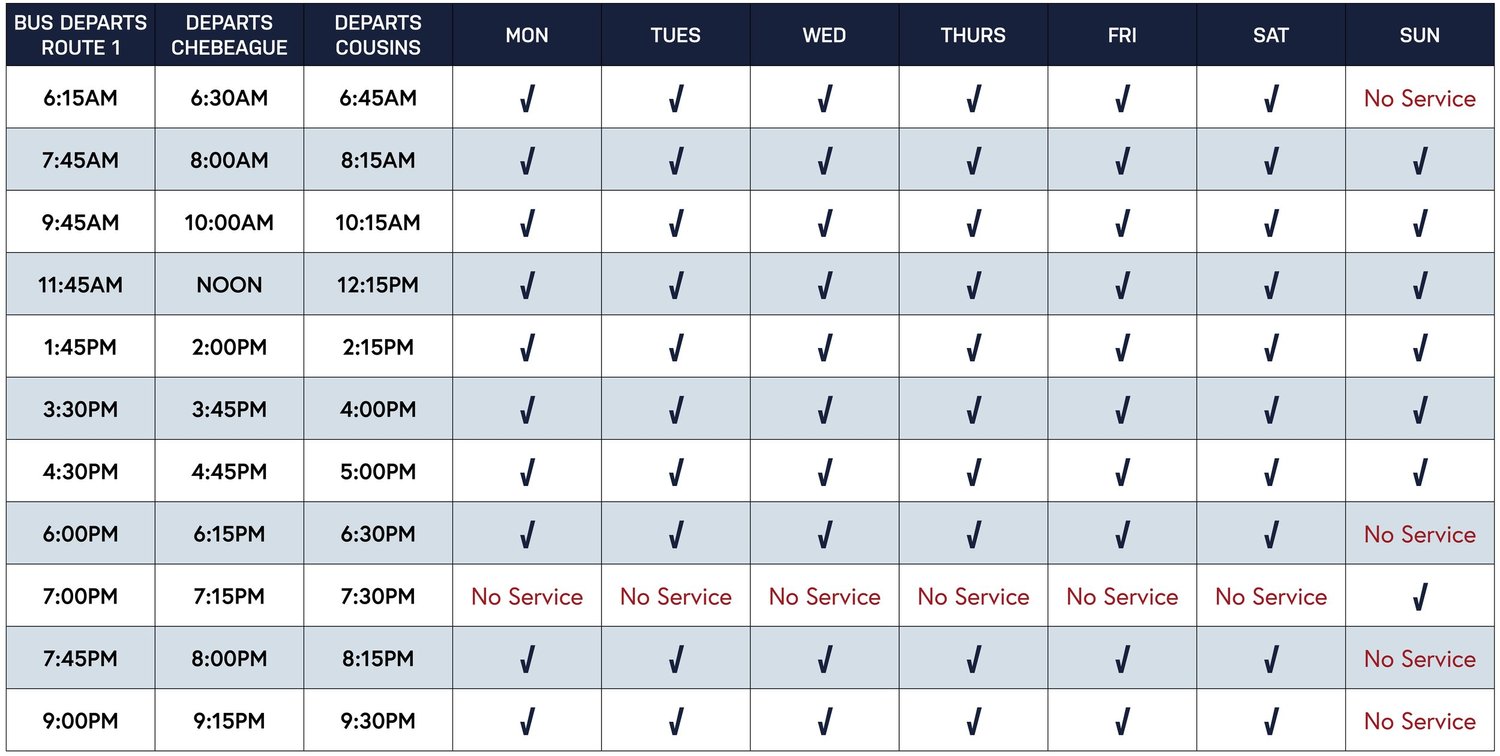 BUS DEPARTS ROUTE 1 DEPARTS CHEBEAGUE DEPARTS COUSINS MON TUES WED THURS FRI SAT SUN
6:15AM 6:30AM 6:45AM √ √ √ √ √ √ No Service
7:45AM 8:00AM 8:15AM √ √ √ √ √ √ √
9:45AM 10:00AM 10:15AM √ √ √ √ √ √ √
11:45AM NOON 12:15PM √ √ √ √ √ √ √
1:45PM 2:00PM 2:15PM √ √ √ √ √ √ √
3:30PM 3:45PM 4:00PM √ √ √ √ √ √ √
4:30PM 4:45PM 5:00PM √ √ √ √ √ √ √
6:00PM 6:15PM 6:30PM √ √ √ √ √ √ No Service
7:00PM 7:15PM 7:30PM No Service No Service No Service No Service No Service No Service √
7:45PM 8:00PM 8:15PM √ √ √ √ √ √ No Service
9:00PM 9:15PM 9:30PM √ √ √ √ √ √ No Service